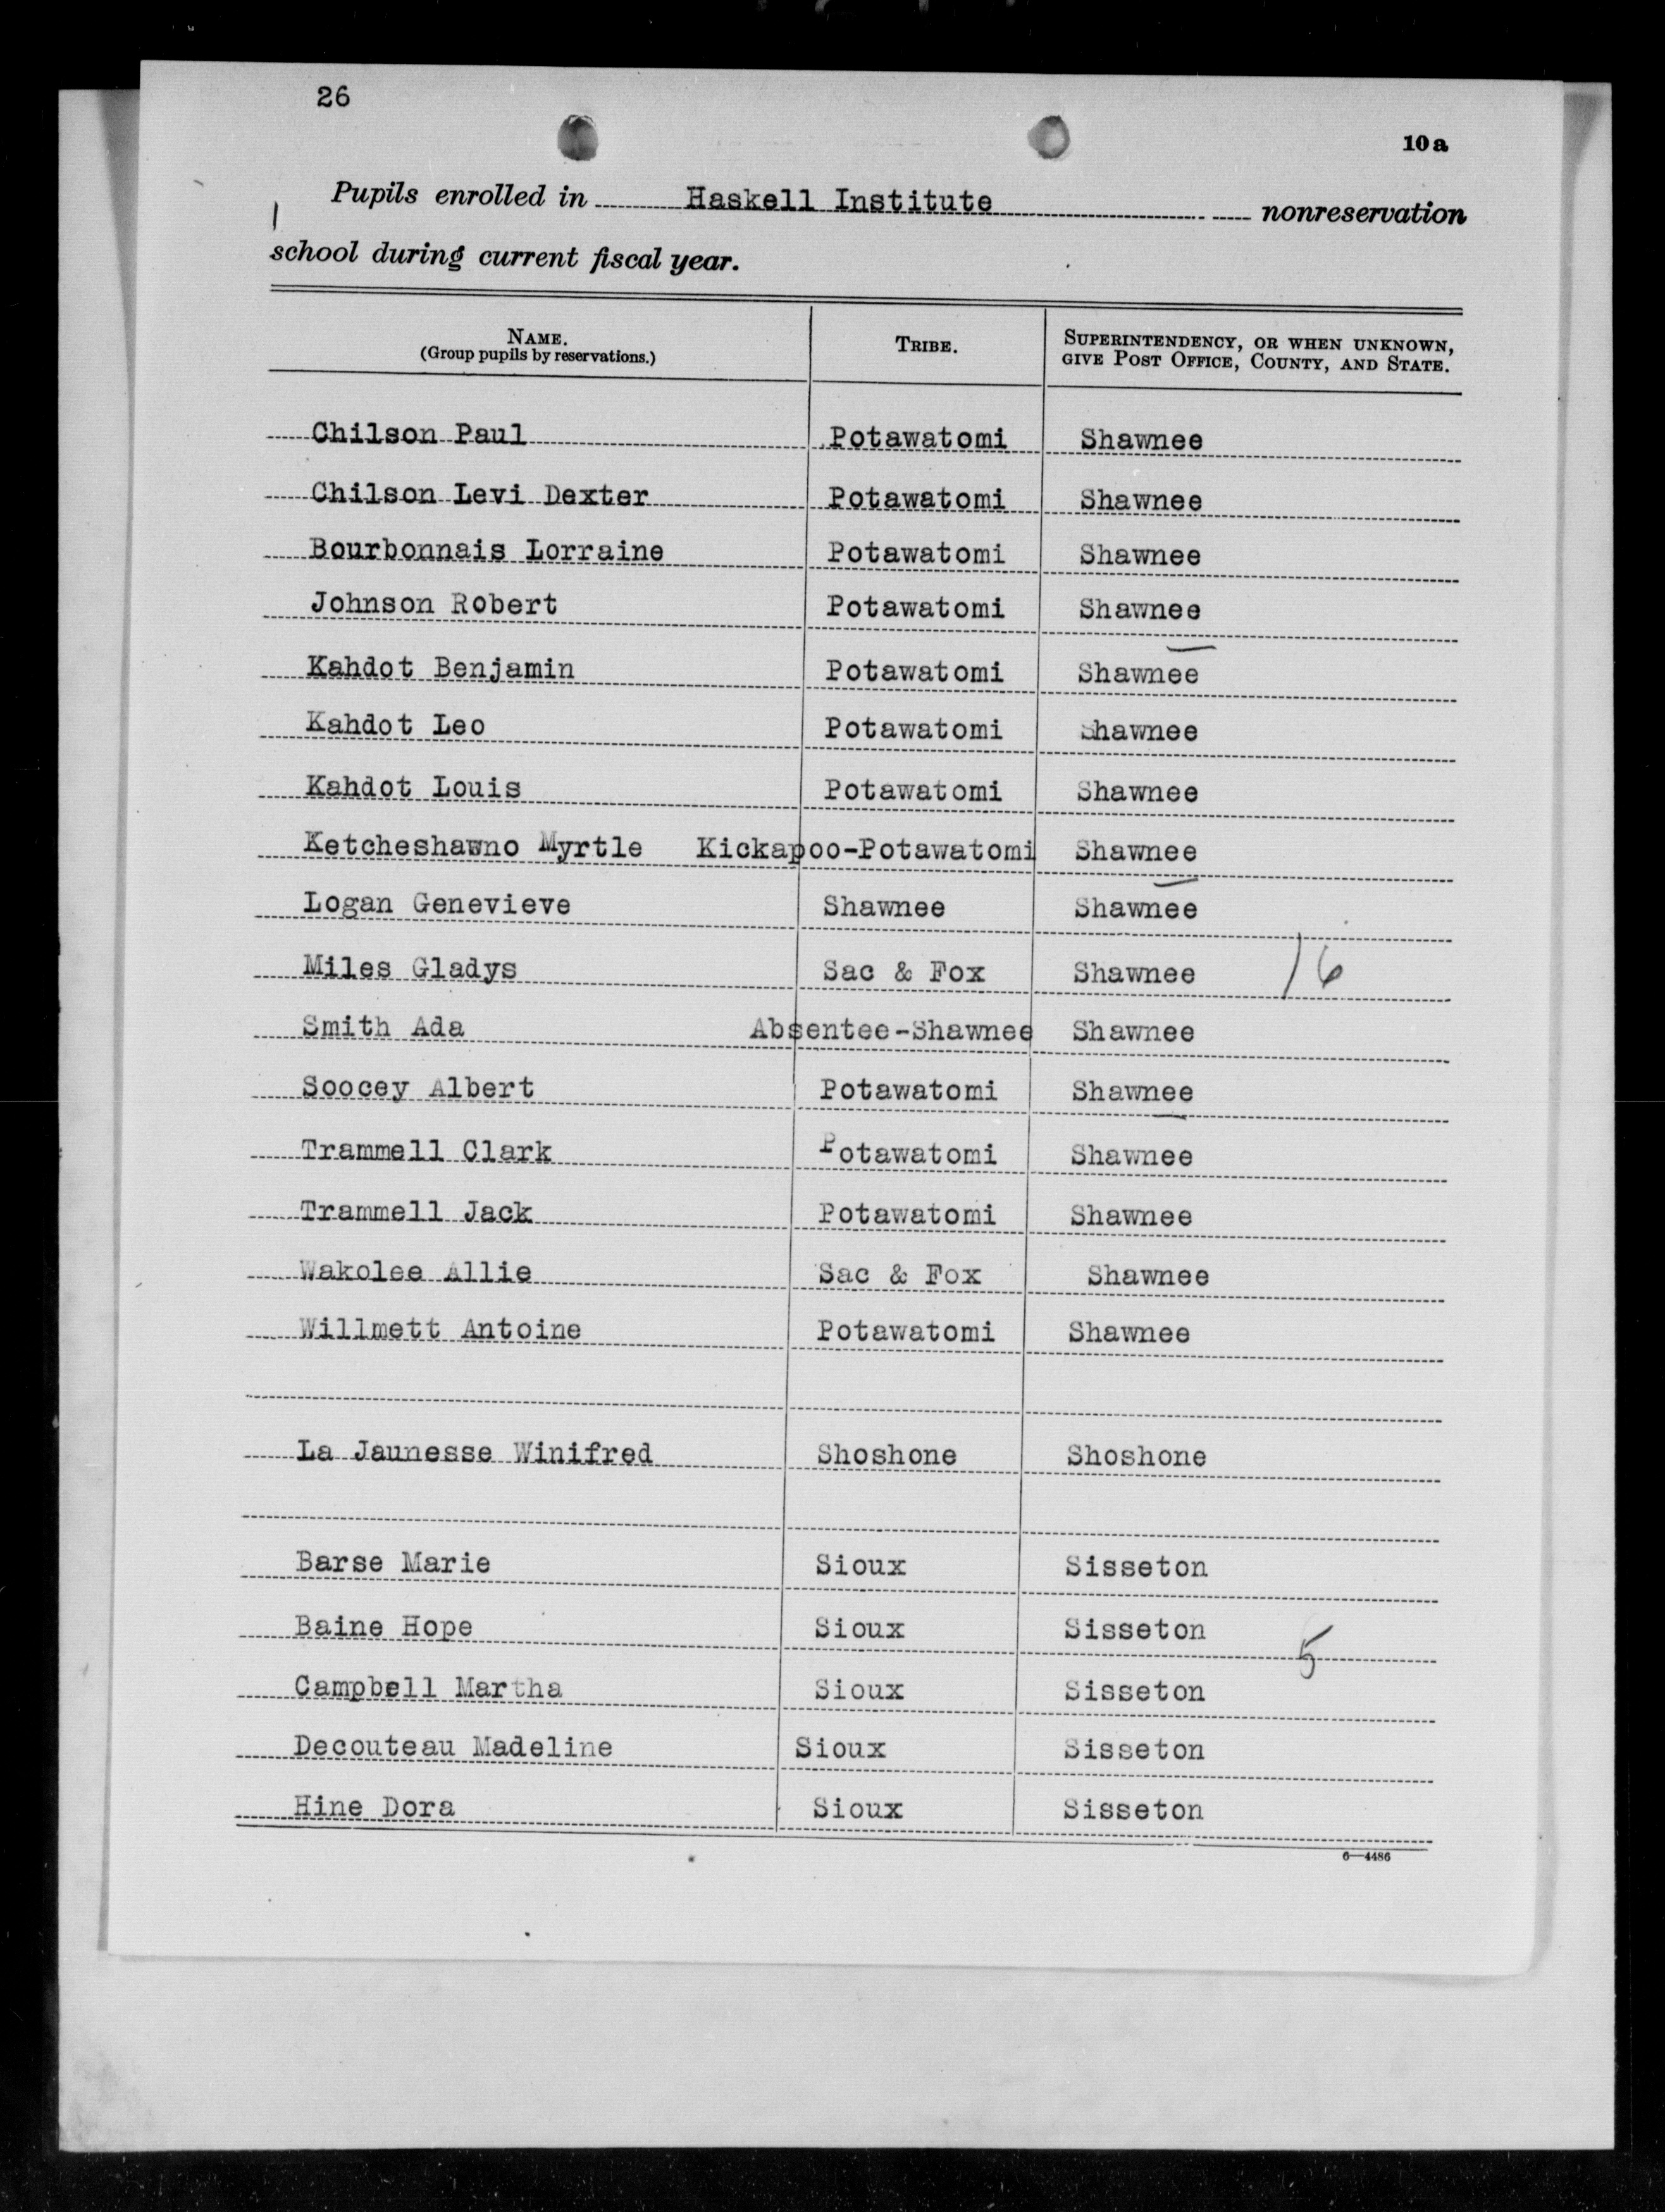 26
10a
Pupils enrolled in Haskell Institute nonreservation
school during current fiscal year.
NAME. TRIBE. SUPERINTENDENCY, OR WHEN UNKNOWN,
(Group pupils by reservations.) GIVE POST OFFICE, COUNTY, AND STATE.
Chilson Paul Potawatomi Shawnee
Chilson Levi Dexter Potawatomi Shawnee
Bourbonnais Lorraine Potawatomi Shawnee
Johnson Robert Potawatomi Shawnee
Kahdot Benjamin Potawatomi Shawnee
Kahdot Leo Potawatomi Shawnee
Kahdot Louis Potawatomi Shawnee
Ketcheshawno Myrtle Kickapoo-Potawatomi Shawnee
Logan Genevieve Shawnee Shawnee
Miles Gladys Sac & Fox Shawnee 16
Smith Ada Absentee-Shawnee Shawnee
Soocey Albert Potawatomi Shawnee
Trammell Clark Potawatomi Shawnee
Trammell Jack Potawatomi Shawnee
Wakolee Allie Sac & Fox Shawnee
Willmett Antoine Potawatomi Shawnee
La Jaunesse Winifred Shoshone Shoshone
Barse Marie Sioux Sisseton
Baine Hope Sioux Sisseton 5
Campbell Martha Sioux Sisseton
Decouteau Madeline Sioux Sisseton
Hine Dora Sioux Sisseton
6—4486